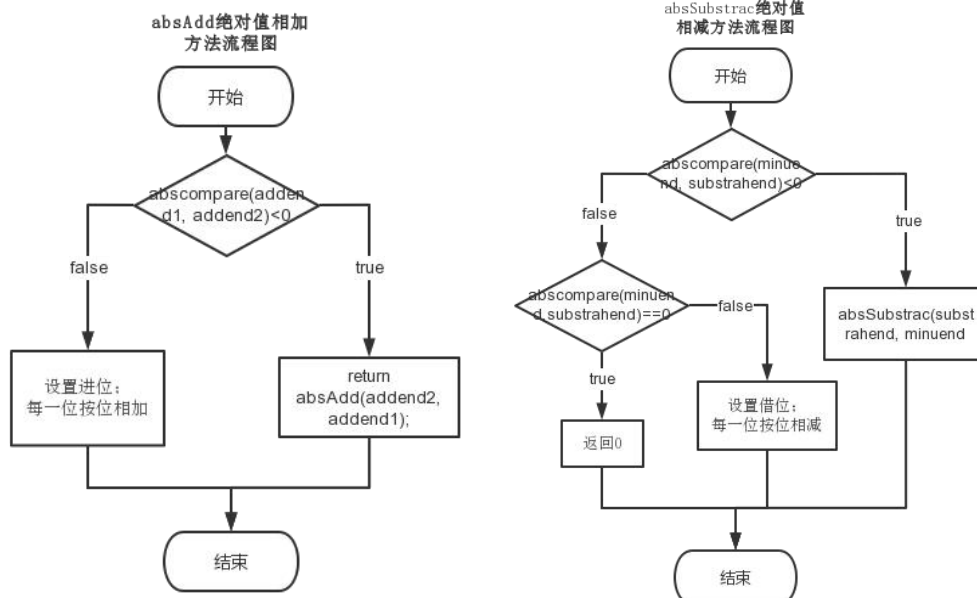 absAdd绝对值相加
方法流程图
开始
abscompare(adden
d1, addend2)<0
false
true
设置进位；
每一位按位相加
return
absAdd(addend2,
addend1);
结束
absSubstrac绝对值
相减方法流程图
开始
abscompare(minue
nd, substrahend)<0
false
true
abscompare(minuen
d,substrahend)==0
false
absSubstrac(subst
rahend, minuend
true
设置借位；
每一位按位相减
返回0
结束